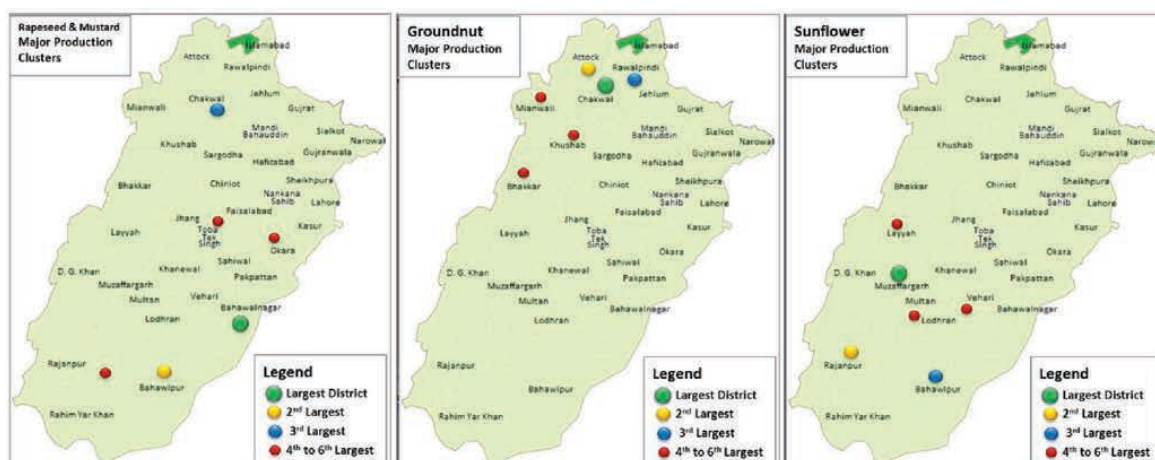 Rapeseed & Mustard
Major Production
Clusters
Islamabad
Attock
Rawalpindi
Chakwal
Jehlum
Mianwali
Gujrat
Mandi
Bahauddin
Sialkot
Narowal
Khushab
Gujranwala
Sargodha
Hafizabad
Bhakkar
Chiniot
Sheikhpura
Nankana
Sahib
Lahore
Faisalabad
Jhang
Kasur
Layyah
Toba
Tek
Singh
Okara
Sahiwal
D. G. Khan
Khanewal
Pakpattan
Muzaffargarh
Multan
Vehari
Bahawalnagar
Lodhran
Rajanpur
Bahawlpur
Rahim Yar Khan
Legend
Largest District
2nd Largest
3rd Largest
4th to 6th Largest
Groundnut
Major Production
Clusters
Islamabad
Attock
Rawalpindi
Chakwal
Jehlum
Mianwali
Gujrat
Mandi
Bahauddin
Sialkot
Narowal
Khushab
Gujranwala
Sargodha
Hafizabad
Bhakkar
Chiniot
Sheikhpura
Nankana
Sahib
Lahore
Faisalabad
Jhang
Kasur
Layyah
Toba
Tek
Singh
Okara
Sahiwal
D. G. Khan
Khanewal
Pakpattan
Muzaffargarh
Multan
Vehari
Bahawalnagar
Lodhran
Rajanpur
Bahawlpur
Rahim Yar Khan
Legend
Largest District
2nd Largest
3rd Largest
4th to 6th Largest
Sunflower
Major Production
Clusters
Islamabad
Attock
Rawalpindi
Chakwal
Jehlum
Mianwali
Gujrat
Mandi
Bahauddin
Sialkot
Narowal
Khushab
Gujranwala
Sargodha
Hafizabad
Bhakkar
Chiniot
Sheikhpura
Nankana
Sahib
Lahore
Faisalabad
Jhang
Kasur
Layyah
Toba
Tek
Singh
Okara
Sahiwal
D. G. Khan
Khanewal
Pakpattan
Muzaffargarh
Multan
Vehari
Bahawalnagar
Lodhran
Rajanpur
Bahawlpur
Rahim Yar Khan
Legend
Largest District
2nd Largest
3rd Largest
4th to 6th Largest